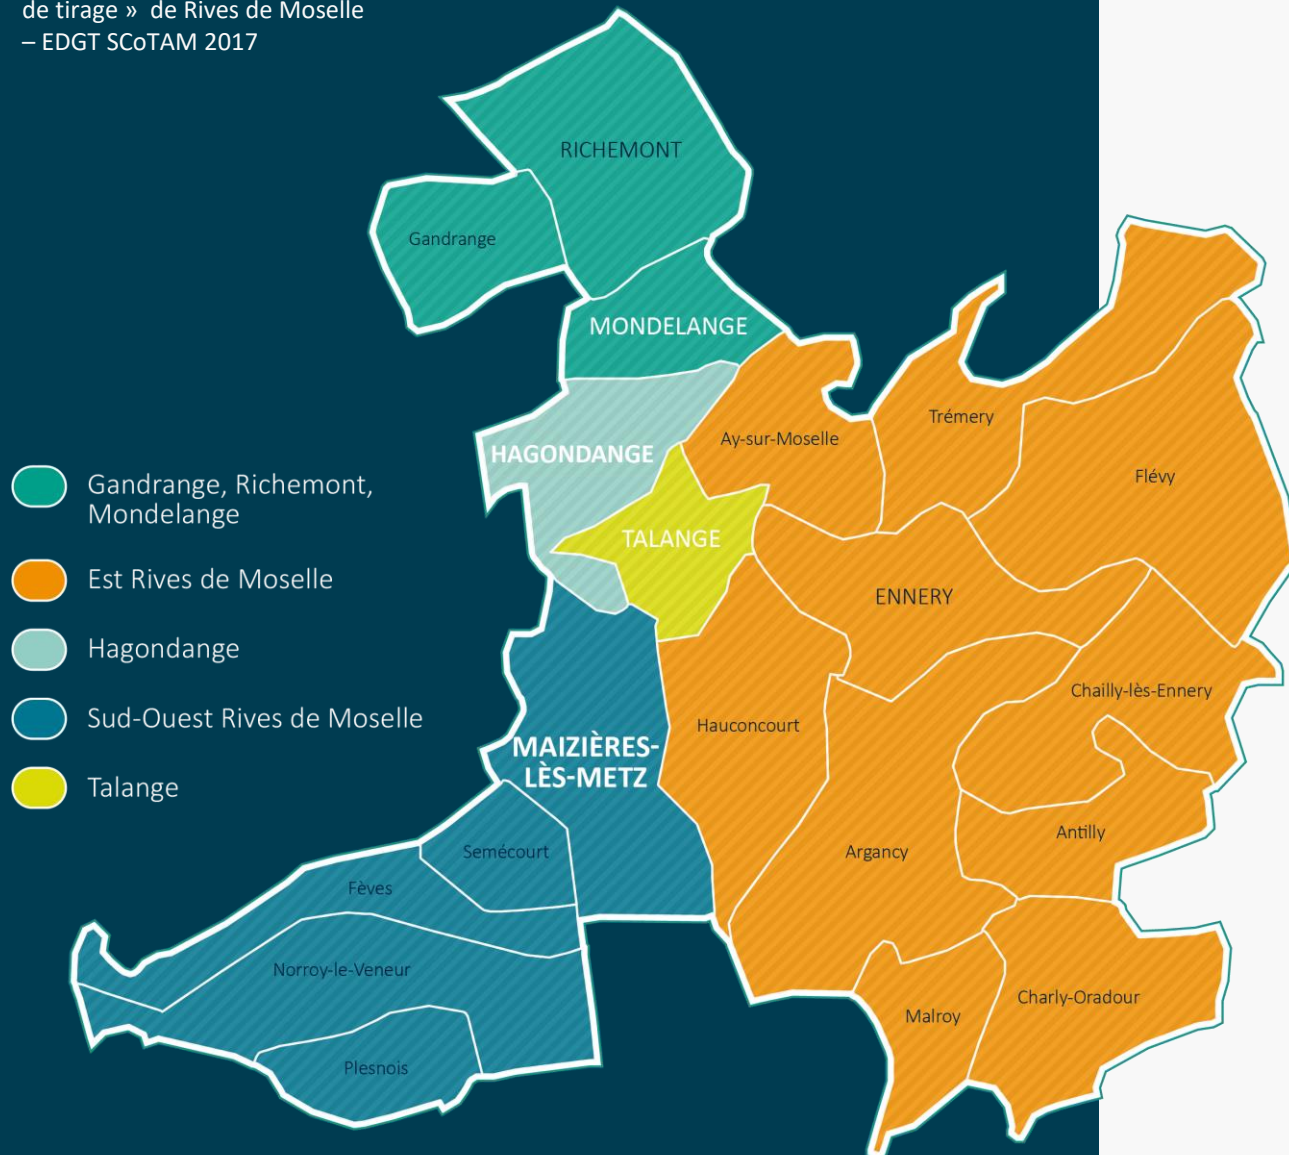 de tirage » de Rives de Moselle
– EDGT SCoTAM 2017
RICHEMONT
Gandrange
MONDELANGE
HAGONDANGE
Ay-sur-Moselle
Trémery
Flévy
TALANGE
ENNERY
Gandrange, Richemont,
Mondelange
Est Rives de Moselle
Hagondange
Sud-Ouest Rives de Moselle
Talange
Chailly-lès-Ennery
Hauconcourt
MAIZIÈRES-
LÈS-METZ
Antilly
Argancy
Semécourt
Fèves
Norroy-le-Veneur
Charly-Oradour
Malroy
Plesnois